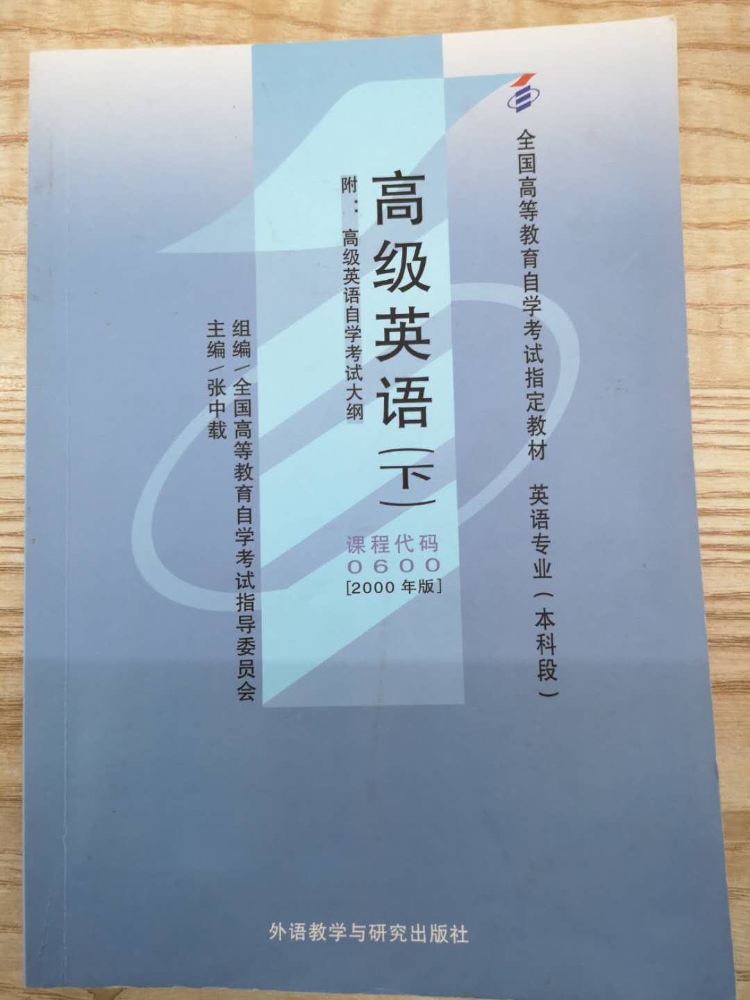 全国高等教育自学考试指定教材 英语专业(本科段)
高级英语(下)
附:高级英语自学考试大纲
课程代码
0600
[2000年版]
组编/全国高等教育自学考试指导委员会
主编/张中载
外语教学与研究出版社